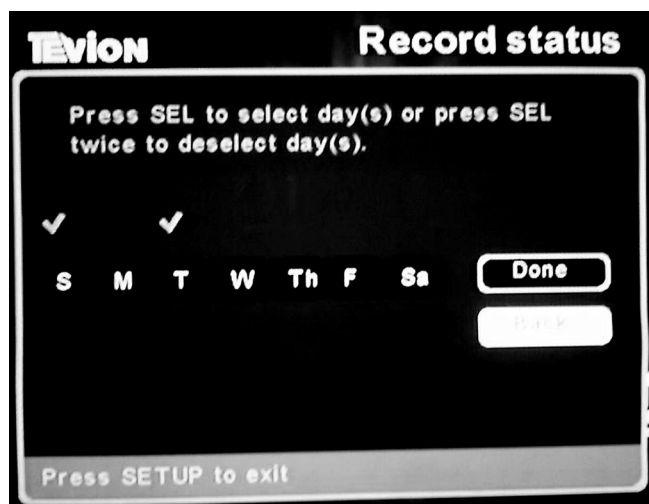 TEVION
Record status
Press SEL to select day(s) or press SEL
twice to deselect day(s).
S M T W Th F Sa
Done
Back
Press SETUP to exit